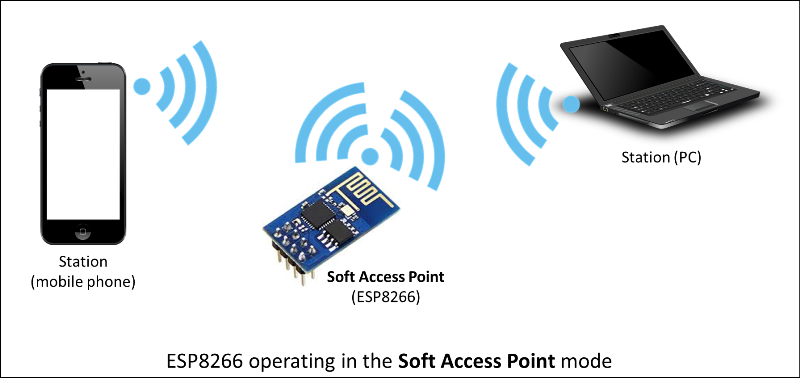 Station (PC)
Station
(mobile phone)
Soft Access Point
(ESP8266)
ESP8266 operating in the Soft Access Point mode